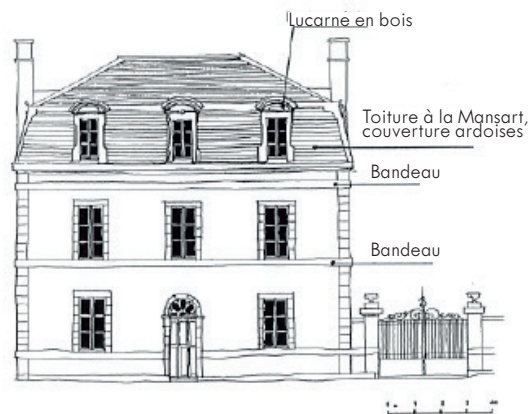 Lucarne en bois
Toiture à la Mansart,
couverture ardoises
Bandeau
Bandeau